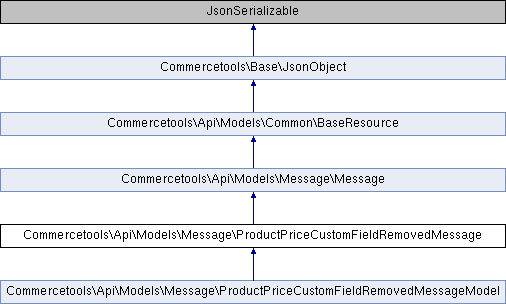 JsonSerializable
Commercetools\Base\JsonObject
Commercetools\Api\Models\Common\BaseResource
Commercetools\Api\Models\Message\Message
Commercetools\Api\Models\Message\ProductPriceCustomFieldRemovedMessage
Commercetools\Api\Models\Message\ProductPriceCustomFieldRemovedMessageModel